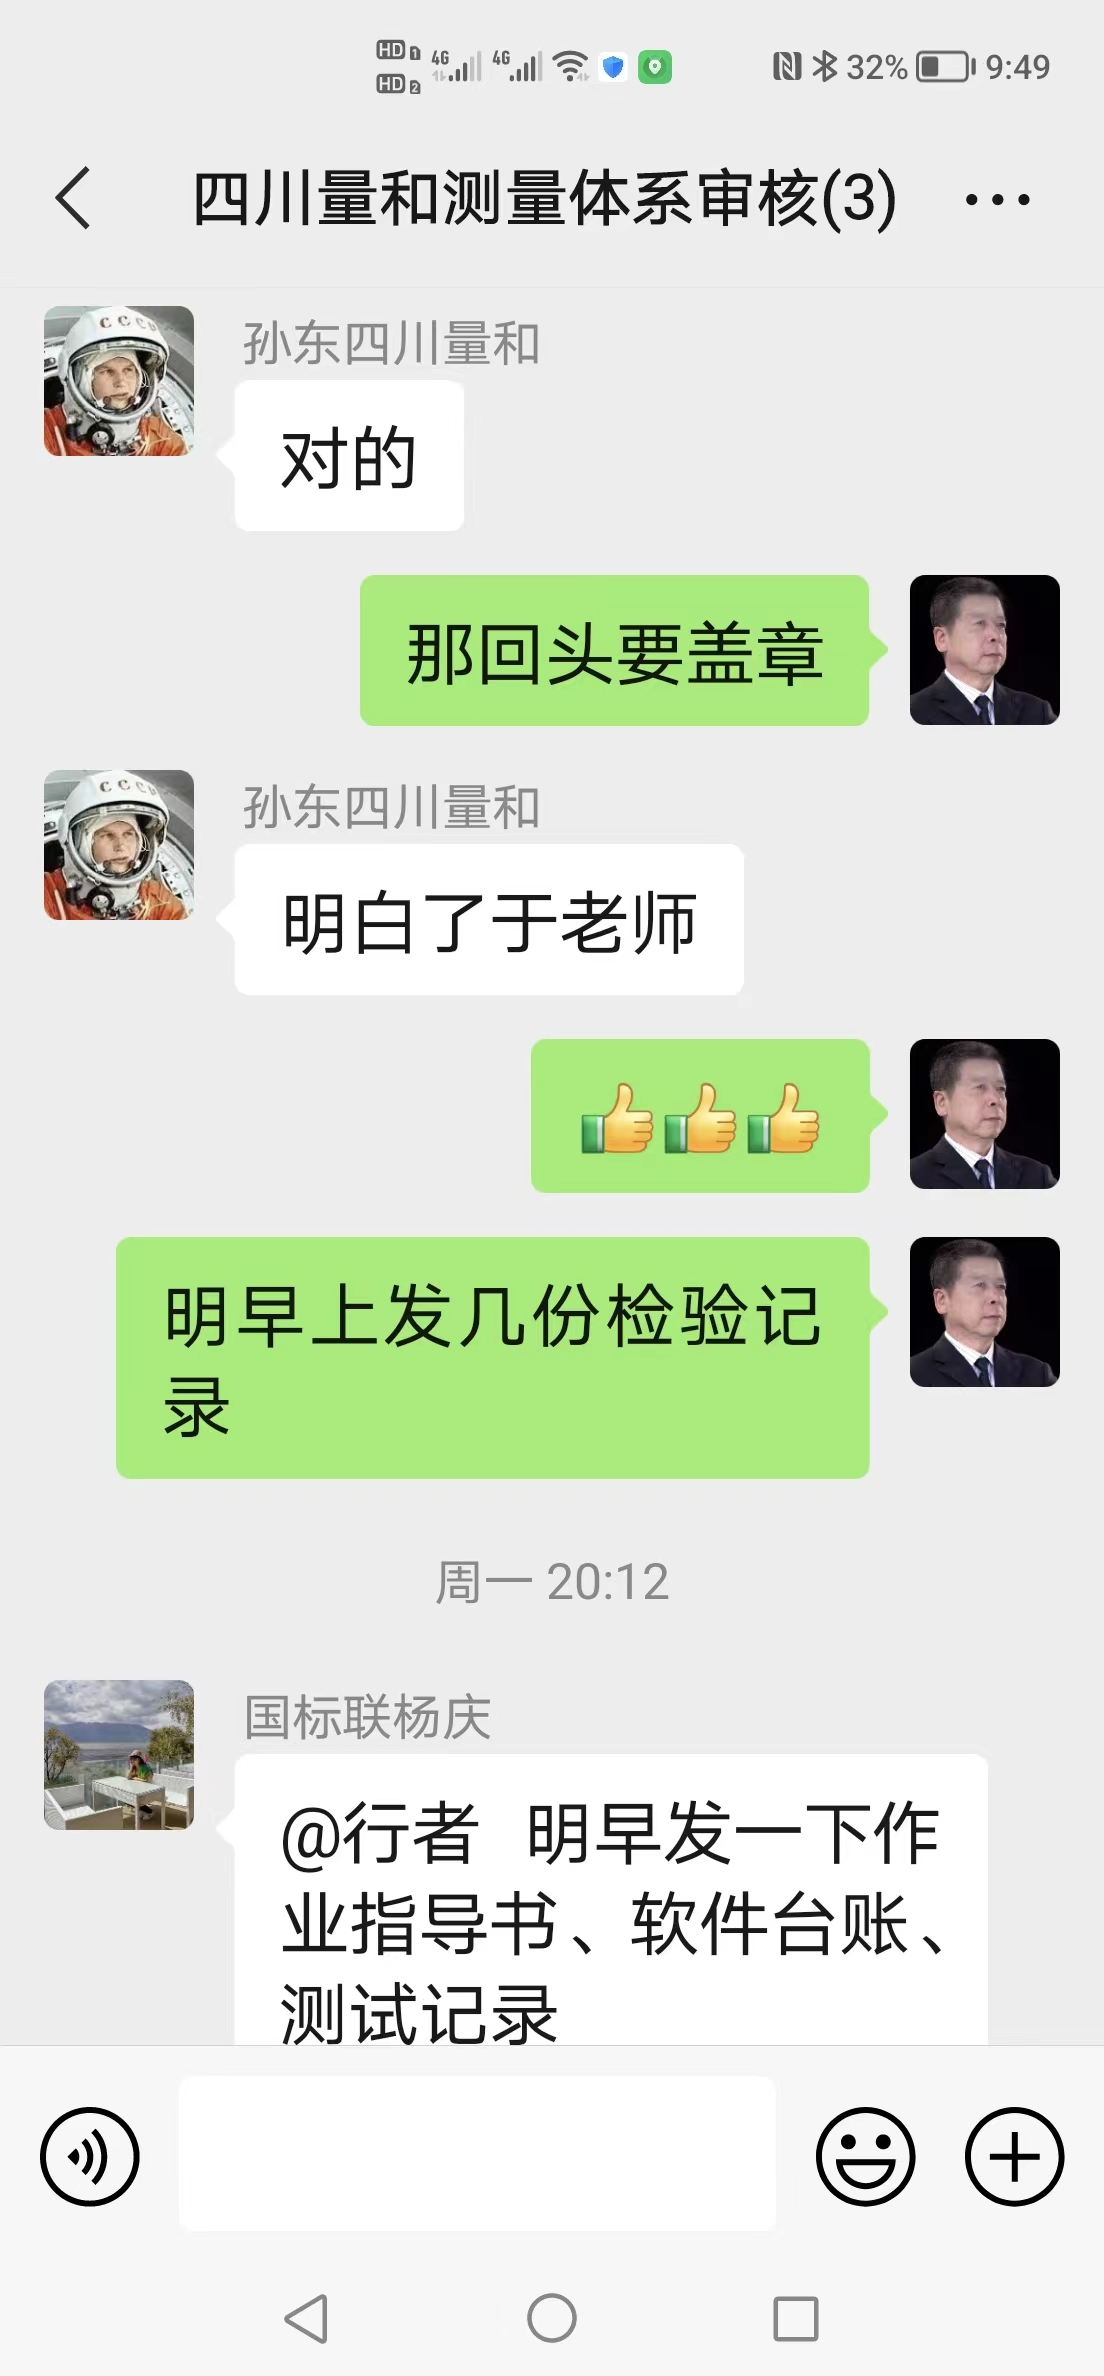 HD 1 4G 4G 32% 9:49
HD 2
四川量和测量体系审核(3)
孙东四川量和
对的
那回头要盖章
孙东四川量和
明白了于老师
明早上发几份检验记
录
周一 20:12
国标联杨庆
@行者 明早发一下作
业指导书、软件台账、
测试记录